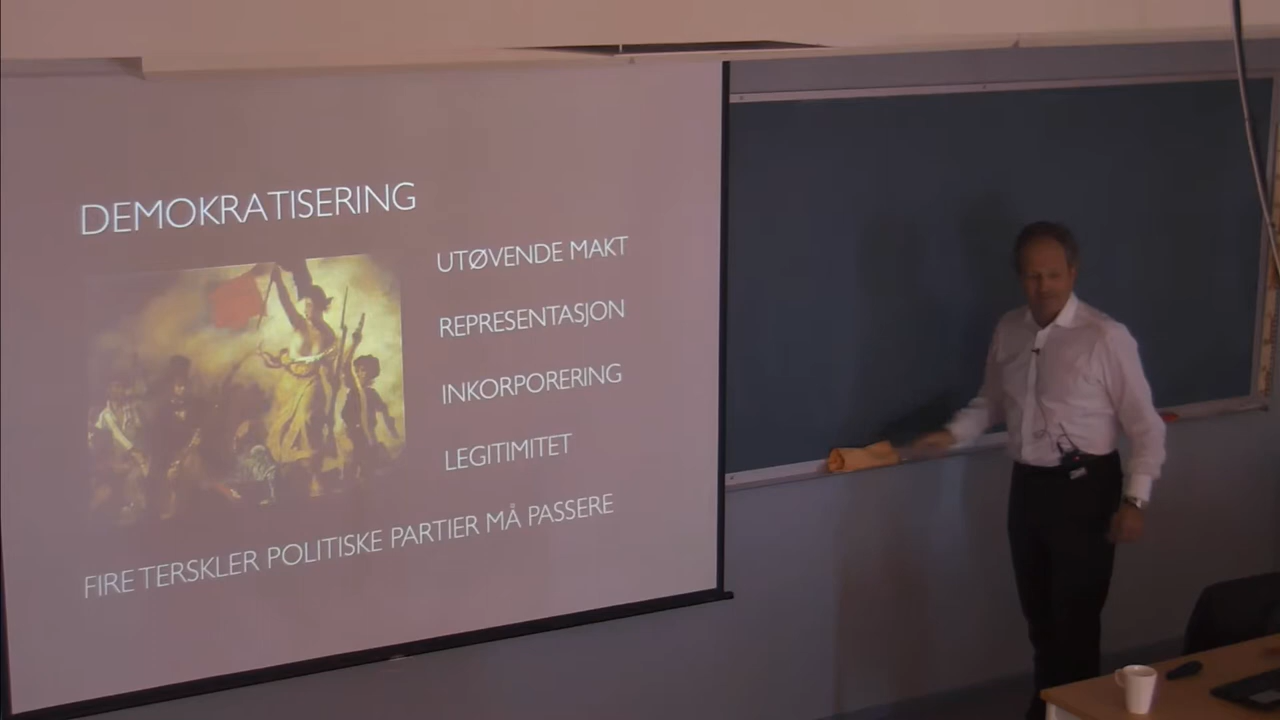 DEMOKRATISERING
UTØVENDE MAKT
REPRESENTASJON
INKORPORERING
LEGITIMITET
FIRE TERSKLER POLITISKE PARTIER MÅ PASSERE